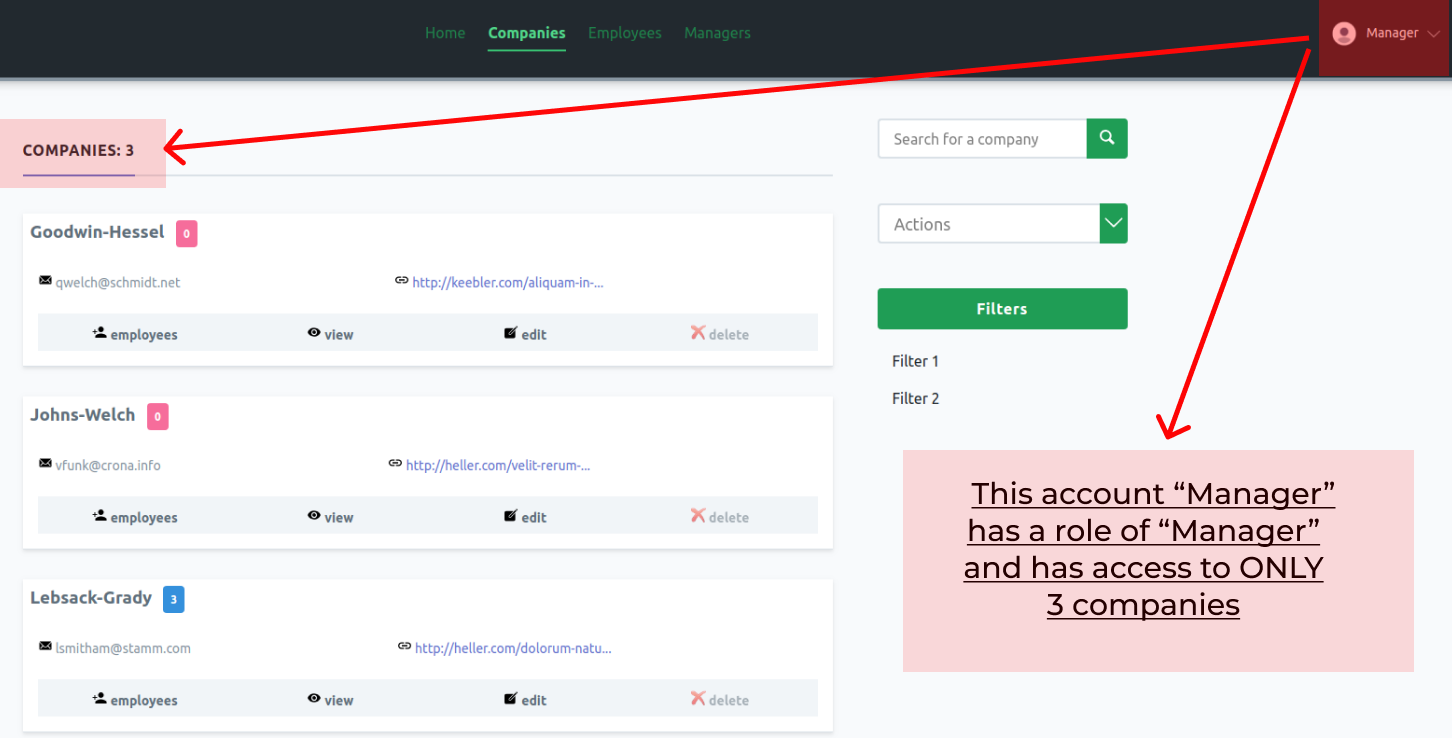 Home Companies Employees Managers Manager
COMPANIES: 3
Search for a company
Actions
Filters
Filter 1
Filter 2
Goodwin-Hessel 0
qwelch@schmidt.net http://keebler.com/aliquam-in-...
employees view edit delete
Johns-Welch 0
vfunk@crona.info http://heller.com/velit-rerum-...
employees view edit delete
Lebsack-Grady 3
lsmitham@stamm.com http://heller.com/dolorum-natu...
employees view edit delete
This account “Manager”
has a role of “Manager”
and has access to ONLY
3 companies